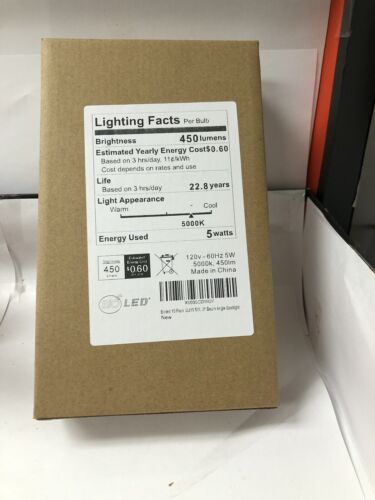 Lighting Facts Per Bulb
Brightness 450 lumens
Estimated Yearly Energy Cost $0.60
Based on 3 hrs/day, 11¢/kWh
Cost depends on rates and use
Life
Based on 3 hrs/day 22.8 years
Light Appearance
Warm Cool
5000K
Energy Used 5 watts
450
$0.60
120v - 60Hz 5W
5000k, 450lm
Made in China
LED
New